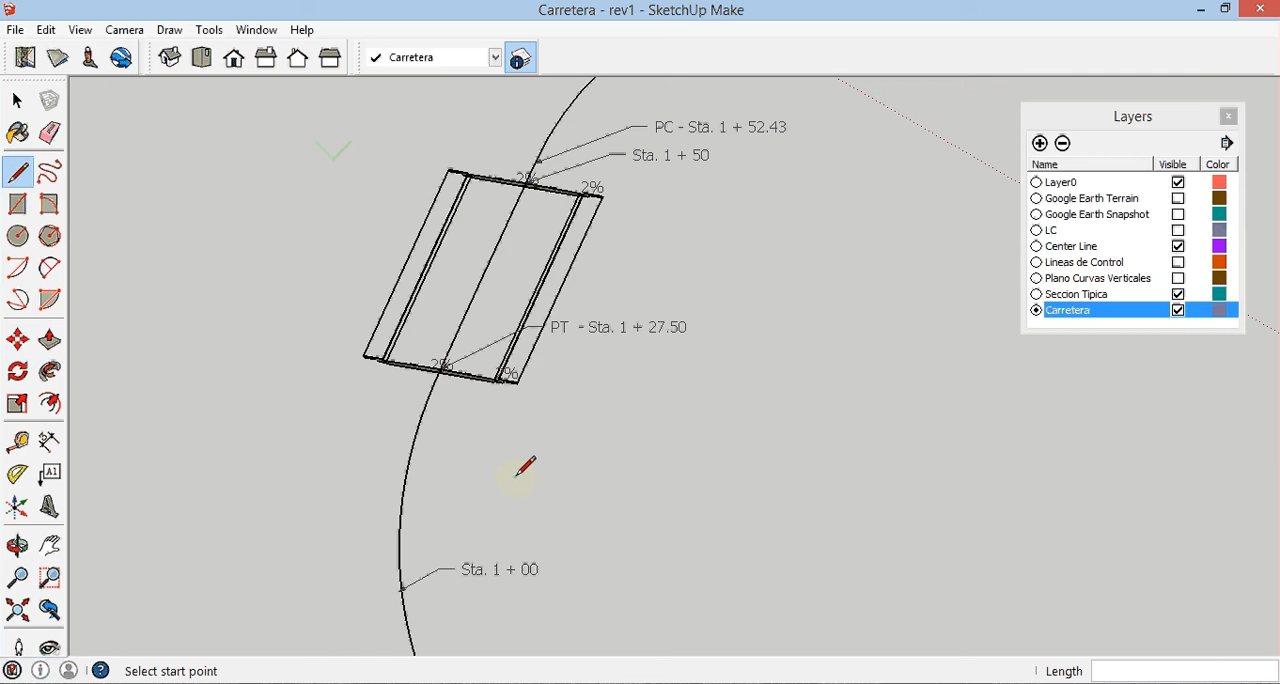 Carretera - rev1 - SketchUp Make
File Edit View Camera Draw Tools Window Help
Carretera
PC - Sta. 1 + 52.43
Sta. 1 + 50
2%
2%
PT - Sta. 1 + 27.50
2%
2%
Sta. 1 + 00
Layers
Name Visible Color
Layer0
Google Earth Terrain
Google Earth Snapshot
LC
Center Line
Lineas de Control
Plano Curvas Verticales
Seccion Tipica
Carretera
A1
Select start point
Length